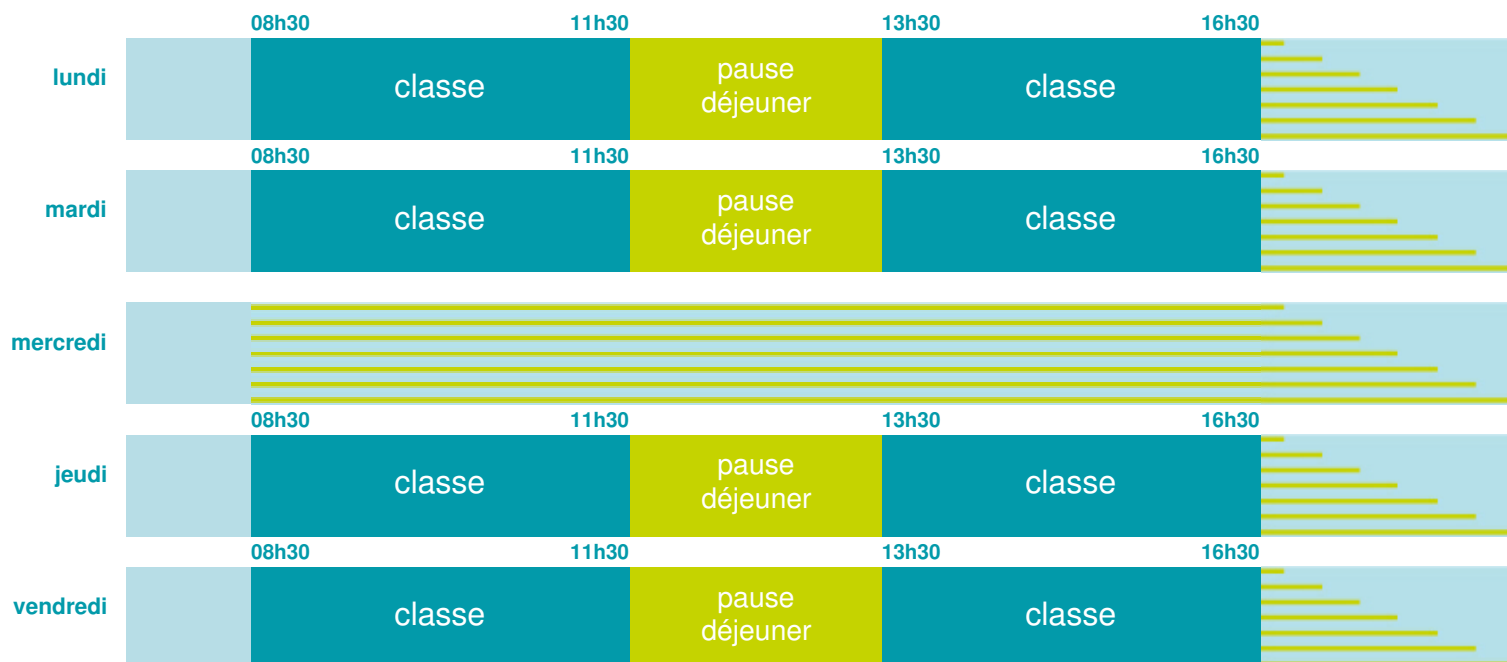 08h30 11h30 13h30 16h30
lundi classe pause déjeuner classe
08h30 11h30 13h30 16h30
mardi classe pause déjeuner classe
mercredi
08h30 11h30 13h30 16h30
jeudi classe pause déjeuner classe
08h30 11h30 13h30 16h30
vendredi classe pause déjeuner classe